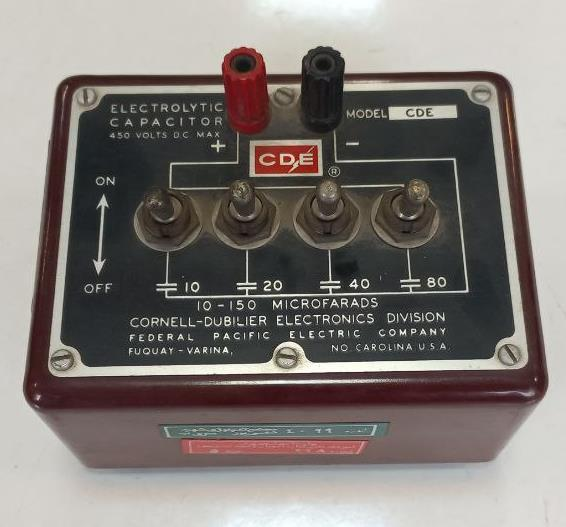 ELECTROLYTIC
CAPACITOR
450 VOLTS D.C. MAX
MODEL CDE
+ −
CDE
®
ON
OFF
10 20 40 80
10-150 MICROFARADS
CORNELL-DUBILIER ELECTRONICS DIVISION
FEDERAL PACIFIC ELECTRIC COMPANY
FUQUAY-VARINA, NO. CAROLINA U.S.A.